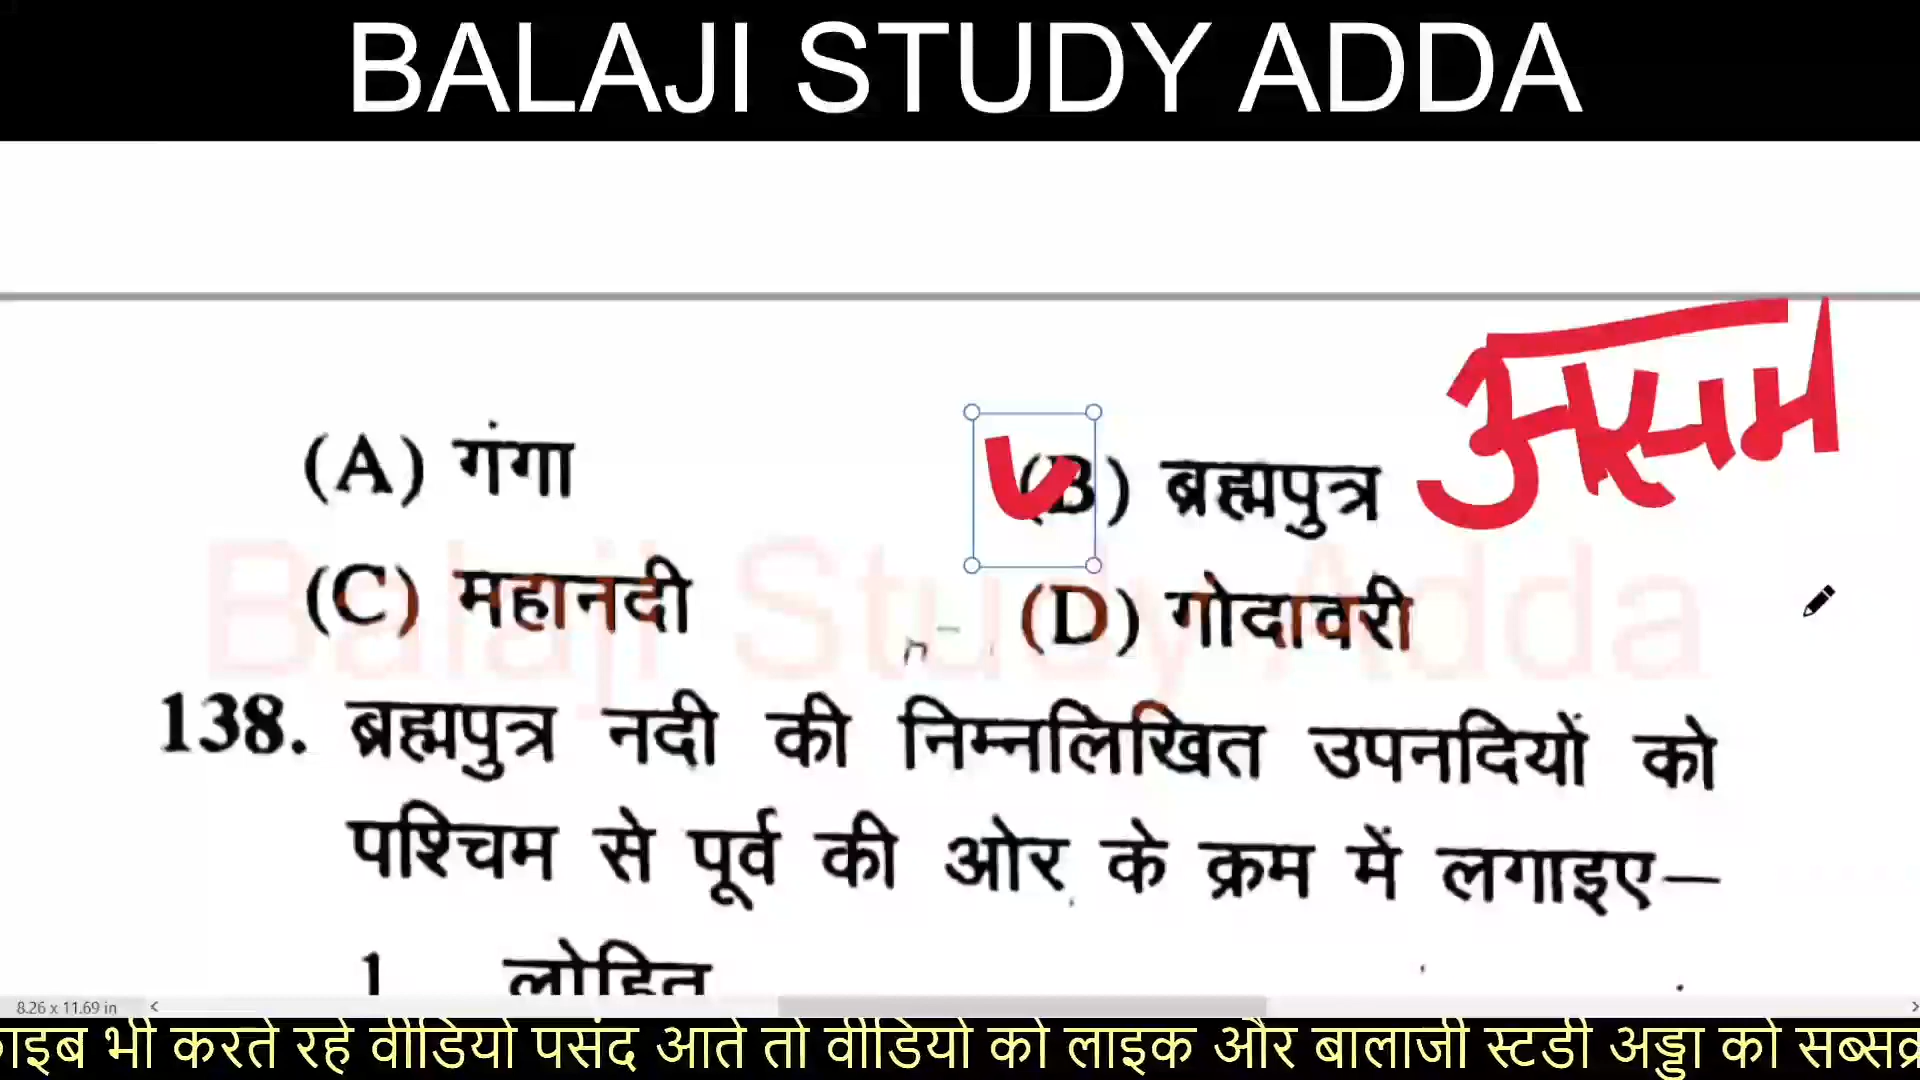 BALAJI STUDY ADDA
असम
(A) गंगा (B) ब्रह्मपुत्र
(C) महानदी (D) गोदावरी
Balaji Study Adda
138. ब्रह्मपुत्र नदी की निम्नलिखित उपनदियों को
पश्चिम से पूर्व की ओर के क्रम में लगाइए–
1 लोहित
8.26 x 11.69 in
भी करते रहे वीडियो पसंद आते तो वीडियो को लाइक और बालाजी स्टडी अड्डा को